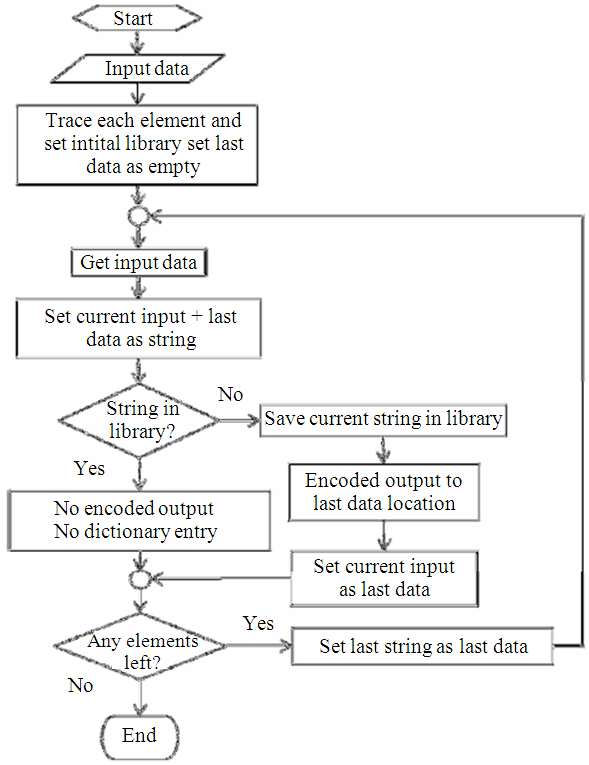 Start
Input data
Trace each element and
set intital library set last
data as empty
Get input data
Set current input + last
data as string
String in
library?
No
Save current string in library
Yes
Encoded output to
last data location
No encoded output
No dictionary entry
Set current input
as last data
Any elements
left?
Yes
Set last string as last data
No
End